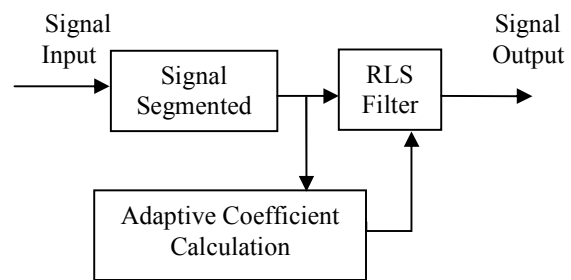 Signal
Input
Signal
Segmented
RLS
Filter
Signal
Output
Adaptive Coefficient
Calculation